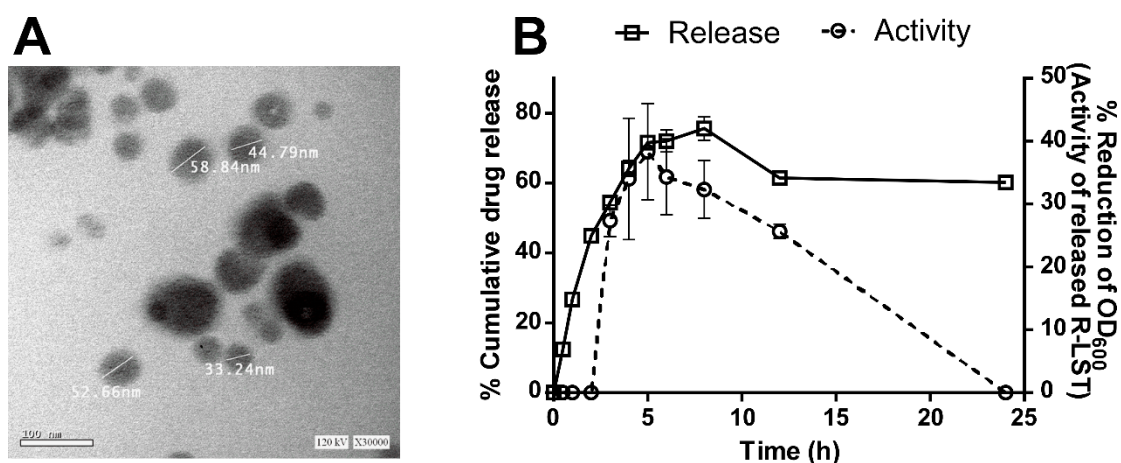 A
58.84nm
44.79nm
33.24nm
52.66nm
100 nm
120 kV X30000
B
Release Activity
% Cumulative drug release
80
60
40
20
0
0 5 10 15 20 25
Time (h)
50
40
30
20
10
0
% Reduction of OD600
(Activity of released R-LST)